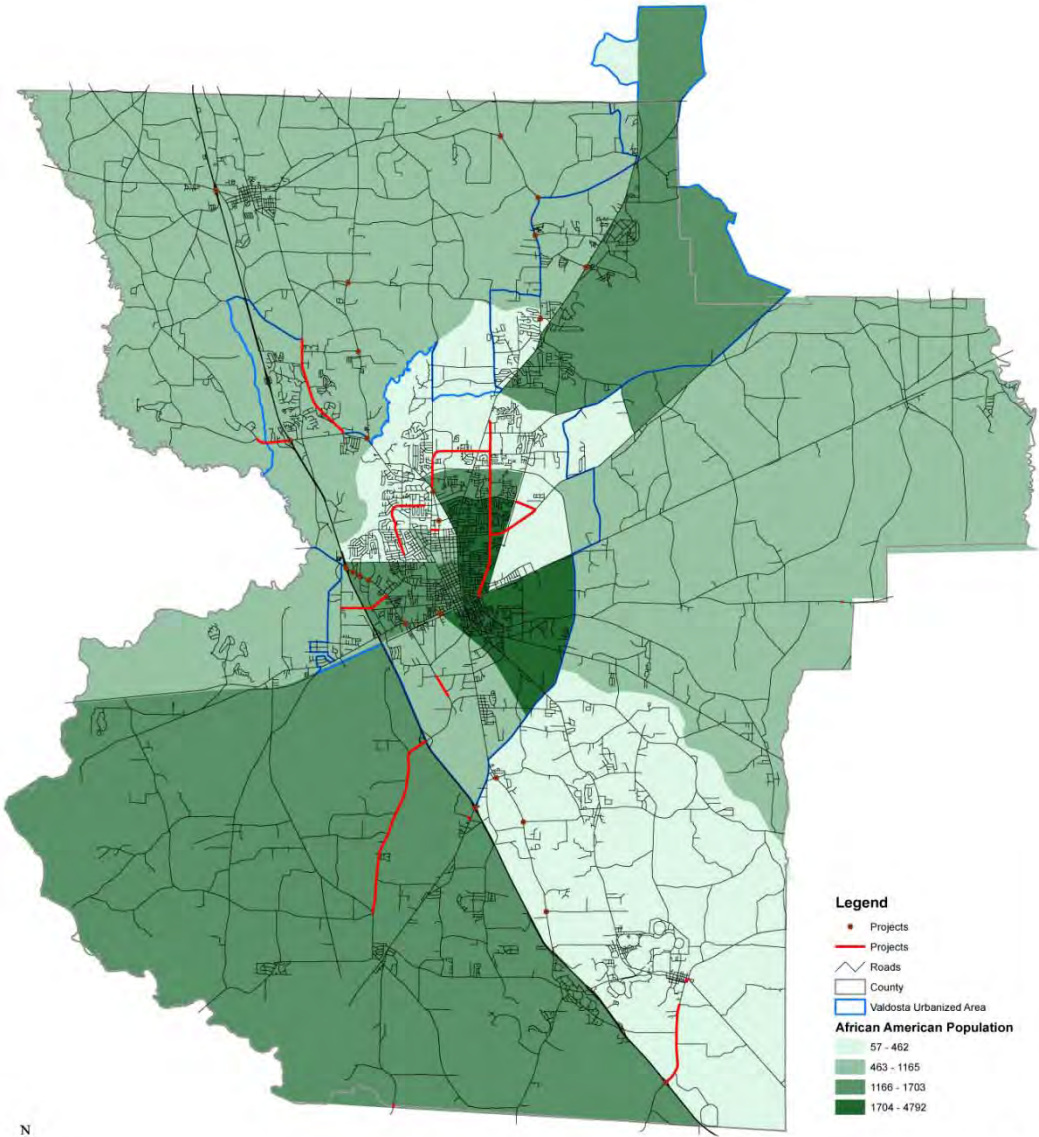 Legend
Projects
Projects
Roads
County
Valdosta Urbanized Area
African American Population
57 - 462
463 - 1165
1166 - 1703
1704 - 4792
N